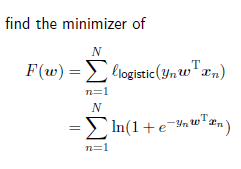 find the minimizer of
F(w) = ∑_{n=1}^{N} ℓ_logistic(y_n w^T x_n)
= ∑_{n=1}^{N} ln(1 + e^{−y_n w^T x_n})